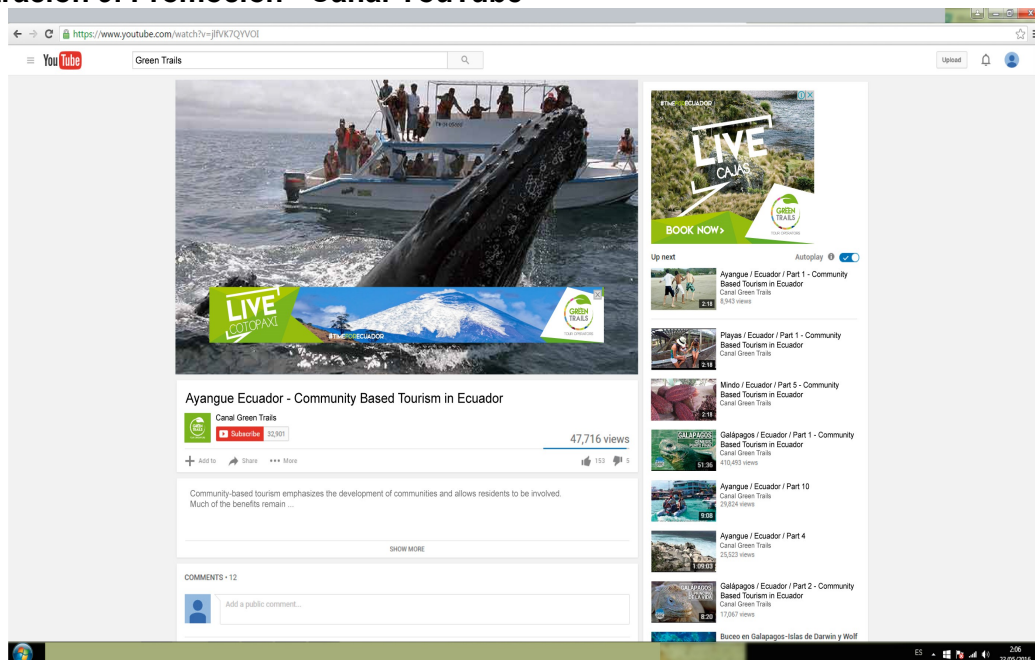 https://www.youtube.com/watch?v=jlfVK7QYVOI
You Tube
Green Trails
Upload
LIVE
COTOPAXI
#TIMEFORECUADOR
GREEN
TRAILS
TOUR OPERATORS
#TIMEFORECUADOR
LIVE
CAJAS
BOOK NOW>
GREEN
TRAILS
TOUR OPERATORS
Up next
Autoplay
Ayangue / Ecuador / Part 1 - Community
Based Tourism in Ecuador
Canal Green Trails
8,943 views
2:18
Playas / Ecuador / Part 1 - Community
Based Tourism in Ecuador
Canal Green Trails
2:18
Mindo / Ecuador / Part 5 - Community
Based Tourism in Ecuador
Canal Green Trails
2:18
Galápagos / Ecuador / Part 1 - Community
Based Tourism in Ecuador
Canal Green Trails
410,493 views
GALÁPAGOS
51:36
Ayangue / Ecuador / Part 10
Canal Green Trails
29,824 views
9:08
Ayangue / Ecuador / Part 4
Canal Green Trails
25,523 views
1:09:03
Galápagos / Ecuador / Part 2 - Community
Based Tourism in Ecuador
Canal Green Trails
17,067 views
GALÁPAGOS
8:20
Buceo en Galapagos-Islas de Darwin y Wolf
Ayangue Ecuador - Community Based Tourism in Ecuador
Canal Green Trails
Subscribe 32,901
47,716 views
Add to Share More
153 5
Community-based tourism emphasizes the development of communities and allows residents to be involved.
Much of the benefits remain ...
SHOW MORE
COMMENTS • 12
Add a public comment...
ES
2:06